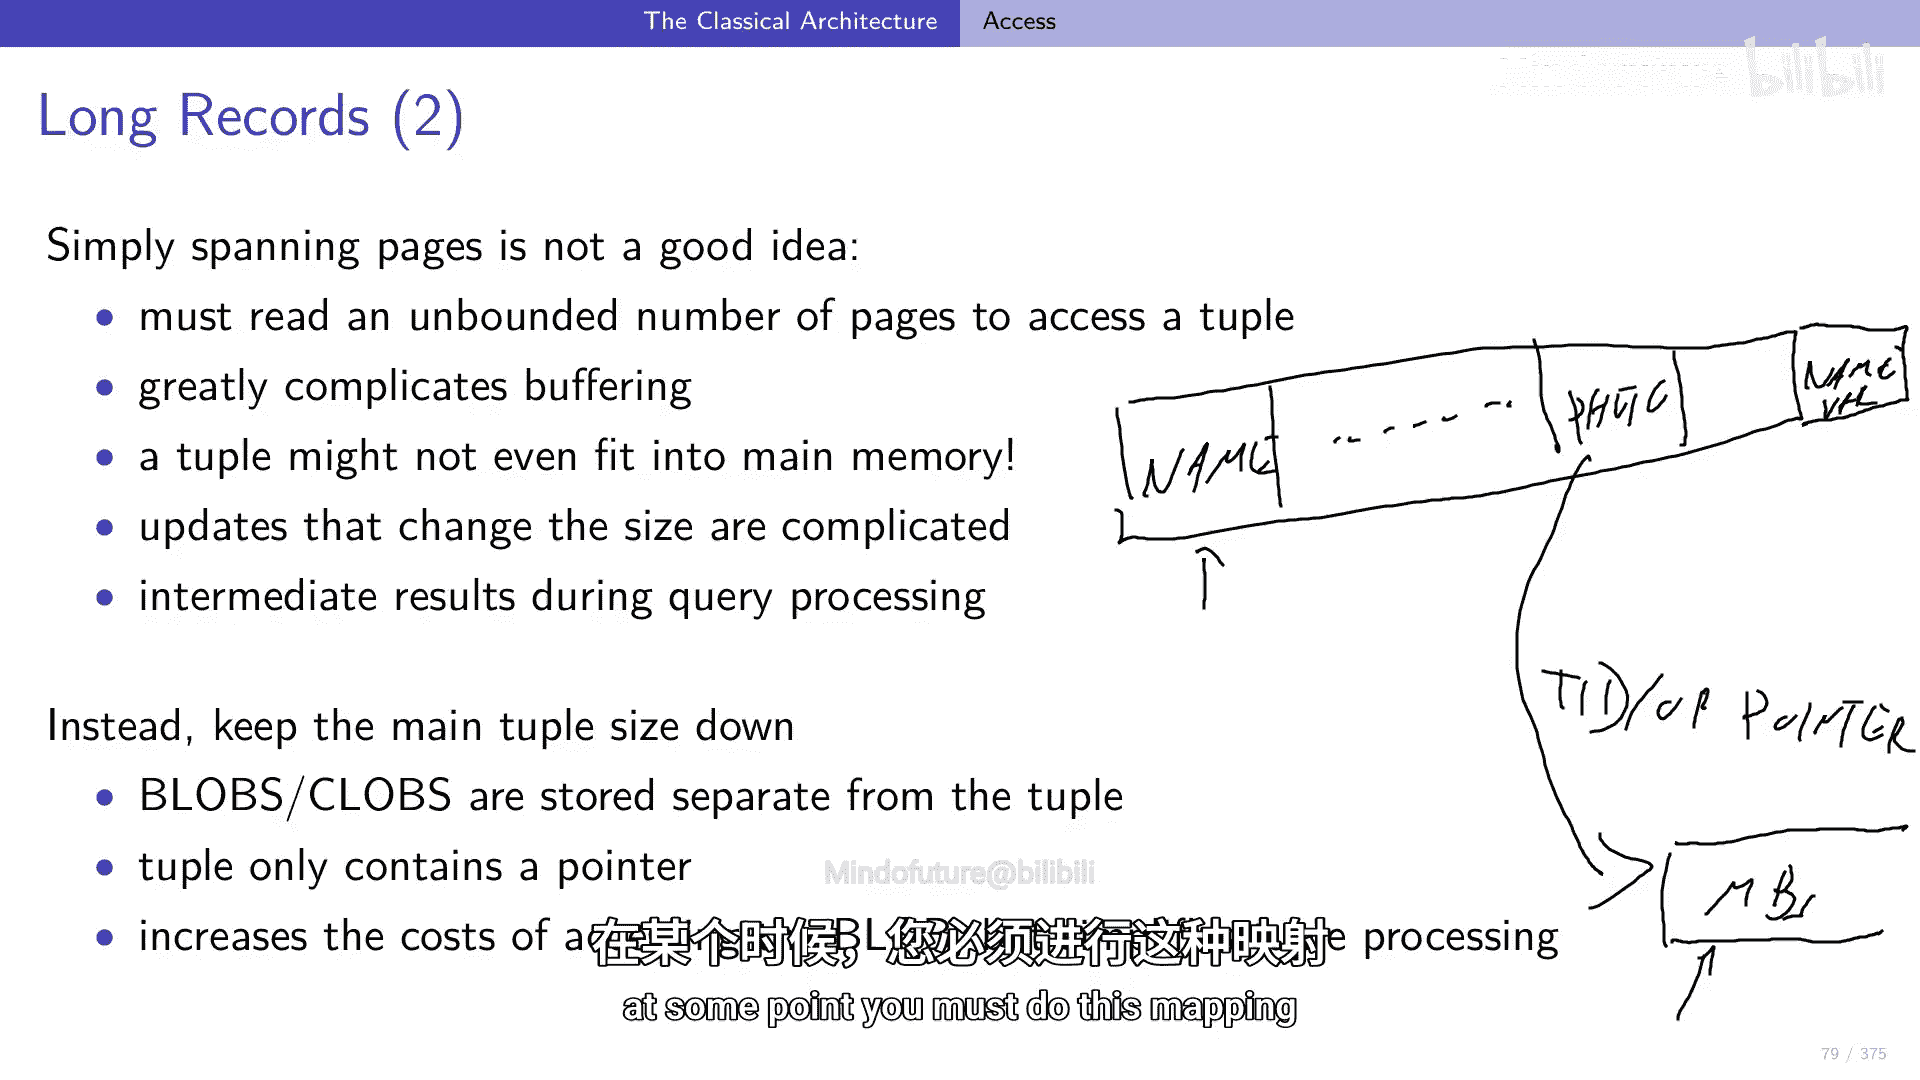 The Classical Architecture Access
bilibili
Long Records (2)
Simply spanning pages is not a good idea:
• must read an unbounded number of pages to access a tuple
• greatly complicates buffering
• a tuple might not even fit into main memory!
• updates that change the size are complicated
• intermediate results during query processing
NAME
PHOTO
NAME
TID/OR POINTER
Instead, keep the main tuple size down
• BLOBS/CLOBS are stored separate from the tuple
• tuple only contains a pointer
Mindofuture@bilibili
MBs
• increases the costs of processing
在某个时候，您必须进行这种映射
at some point you must do this mapping
79 / 375